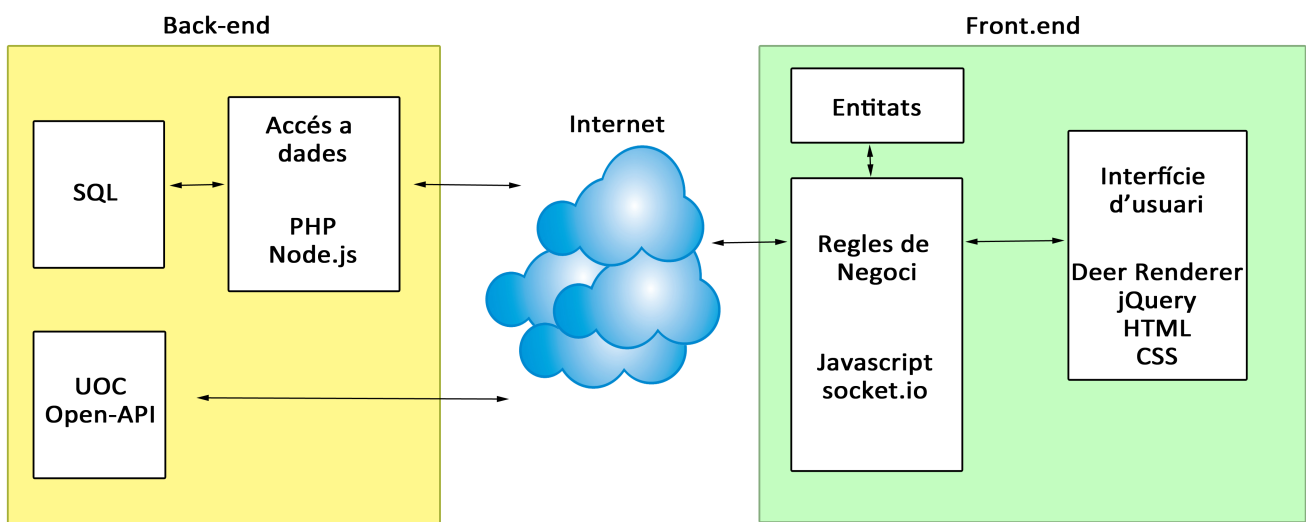 Back-end
SQL
Accés a
dades
PHP
Node.js
UOC
Open-API
Internet
Front.end
Entitats
Regles de
Negoci
Javascript
socket.io
Interfície
d’usuari
Deer Renderer
jQuery
HTML
CSS